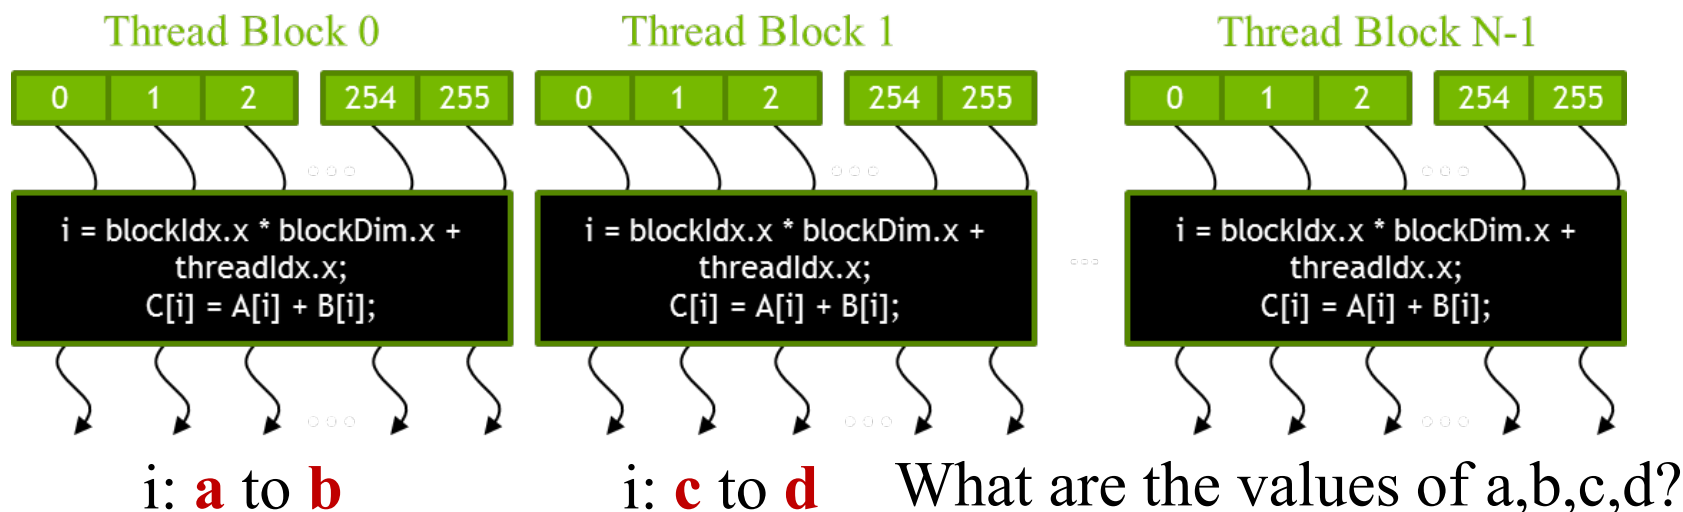 Thread Block 0
0 1 2 254 255
i = blockIdx.x * blockDim.x +
threadIdx.x;
C[i] = A[i] + B[i];
i: a to b
Thread Block 1
0 1 2 254 255
i = blockIdx.x * blockDim.x +
threadIdx.x;
C[i] = A[i] + B[i];
i: c to d
Thread Block N-1
0 1 2 254 255
i = blockIdx.x * blockDim.x +
threadIdx.x;
C[i] = A[i] + B[i];
What are the values of a,b,c,d?